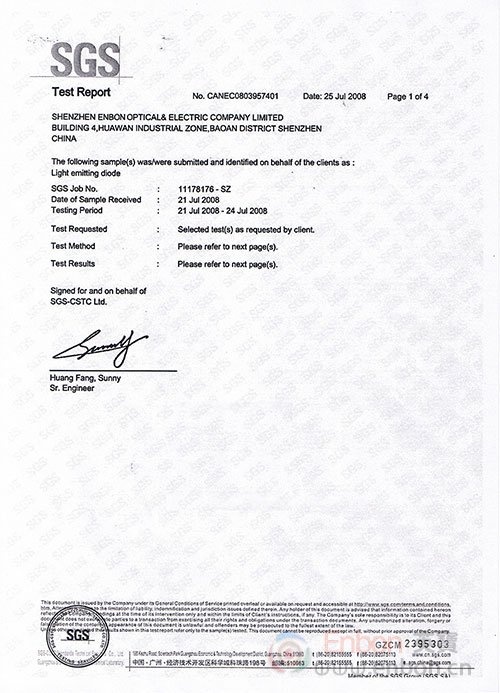 SGS
Test Report No. CANEC0803957401 Date: 25 Jul 2008 Page 1 of 4
SHENZHEN ENBON OPTICAL& ELECTRIC COMPANY LIMITED
BUILDING 4,HUAWAN INDUSTRIAL ZONE,BAOAN DISTRICT SHENZHEN
CHINA
The following sample(s) was/were submitted and identified on behalf of the clients as :
Light emitting diode
SGS Job No. : 11178176 - SZ
Date of Sample Received : 21 Jul 2008
Testing Period : 21 Jul 2008 - 24 Jul 2008
Test Requested : Selected test(s) as requested by client.
Test Method : Please refer to next page(s).
Test Results : Please refer to next page(s).
Signed for and on behalf of
SGS-CSTC Ltd.
Sunny
Huang Fang, Sunny
Sr. Engineer
This document is issued by the Company under its General Conditions of Service printed overleaf or available on request and accessible at http://www.sgs.com/terms_and_conditions.
htm. Attention is drawn to the limitation of liability, indemnification and jurisdiction issues defined therein. Any holder of this document is advised that information contained hereon
reflects the Company's findings at the time of its intervention only and within the limits of Client's instructions, if any. The Company's sole responsibility is to its Client and this
document does not exonerate parties to a transaction from exercising all their rights and obligations under the transaction documents. Any unauthorized alteration, forgery or
falsification of the content or appearance of this document is unlawful and offenders may be prosecuted to the fullest extent of the law.
results shown in this test report refer only to the sample(s) tested. This document cannot be reproduced except in full, without prior approval of the Company.
SGS
GZCM 2395303
198 Kezhu Road, Scientech Park Guangzhou Economic & Technology Development District, Guangzhou, China 510663 t (86-20) 82155555 f (86-20) 82075113 www.cn.sgs.com
中国・广州・经济技术开发区科学城科珠路198号 邮编: 510663 t (86-20) 82155555 f (86-20) 82075113 e sgs.china@sgs.com
Enbon
www.enbon.cn
Member of the SGS Group (SGS SA)